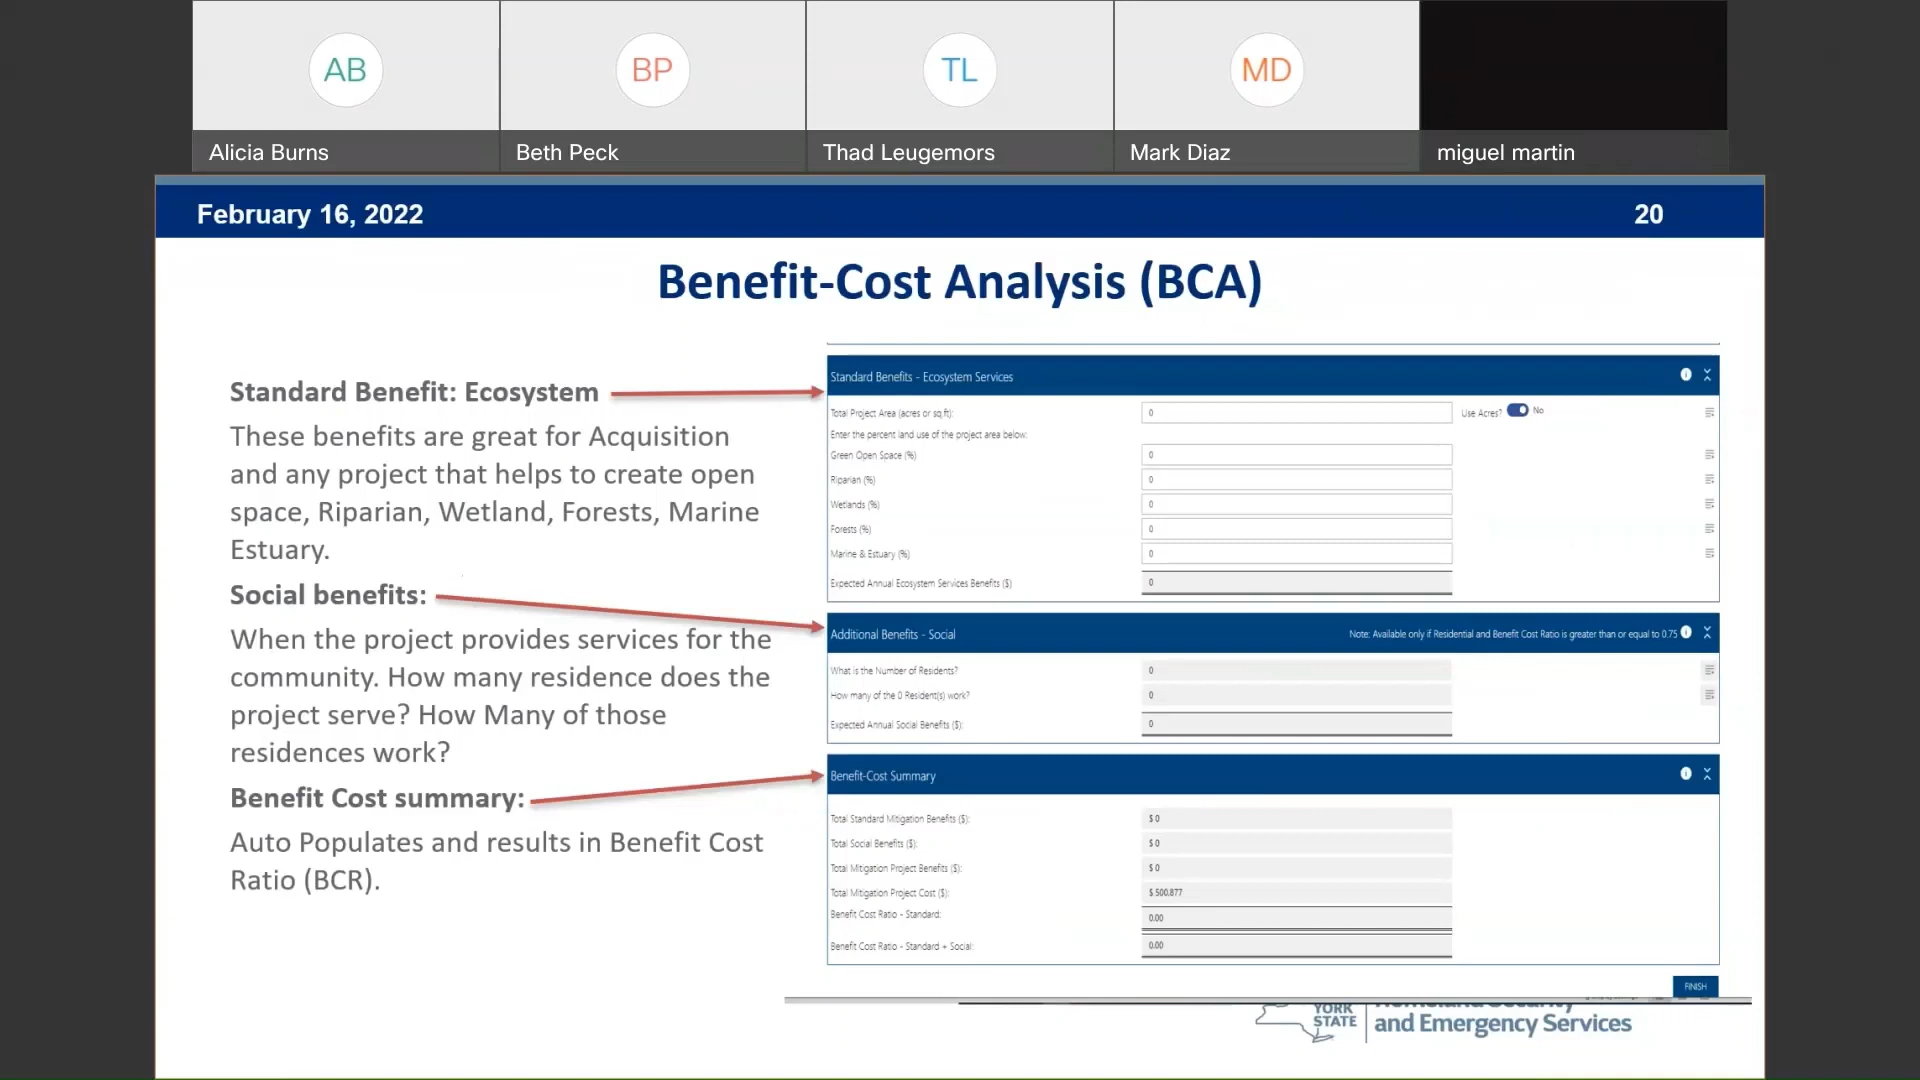 AB
BP
TL
MD
Alicia Burns
Beth Peck
Thad Leugemors
Mark Diaz
miguel martin
February 16, 2022
20
Benefit-Cost Analysis (BCA)
Standard Benefit: Ecosystem
These benefits are great for Acquisition
and any project that helps to create open
space, Riparian, Wetland, Forests, Marine
Estuary.
Social benefits:
When the project provides services for the
community. How many residence does the
project serve? How Many of those
residences work?
Benefit Cost summary:
Auto Populates and results in Benefit Cost
Ratio (BCR).
Standard Benefits - Ecosystem Services
Total Project Area (acres or sq.ft): 0 Use Acres? No
Enter the percent land use of the project area below:
Green Open Space (%) 0
Riparian (%) 0
Wetlands (%) 0
Forests (%) 0
Marine & Estuary (%) 0
Expected Annual Ecosystem Services Benefits ($) 0
Additional Benefits - Social Note: Available only if Residential and Benefit Cost Ratio is greater than or equal to 0.75
What is the Number of Residents? 0
How many of the 0 Resident(s) work? 0
Expected Annual Social Benefits ($): 0
Benefit-Cost Summary
Total Standard Mitigation Benefits ($): $ 0
Total Social Benefits ($): $ 0
Total Mitigation Project Benefits ($): $ 0
Total Mitigation Project Cost ($): $ 500,877
Benefit Cost Ratio - Standard: 0.00
Benefit Cost Ratio - Standard + Social: 0.00
FINISH
YORK
STATE
Homeland Security
and Emergency Services